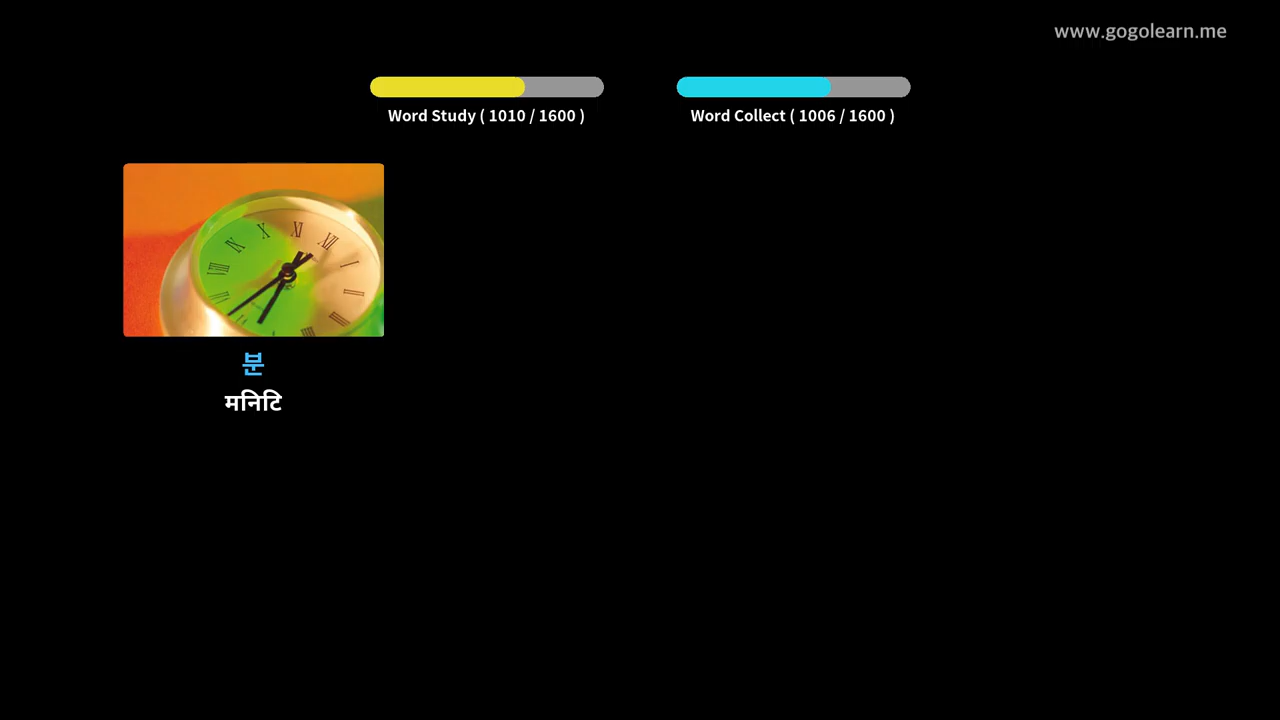 www.gogolearn.me
Word Study ( 1010 / 1600 )
Word Collect ( 1006 / 1600 )
분
मनिटि